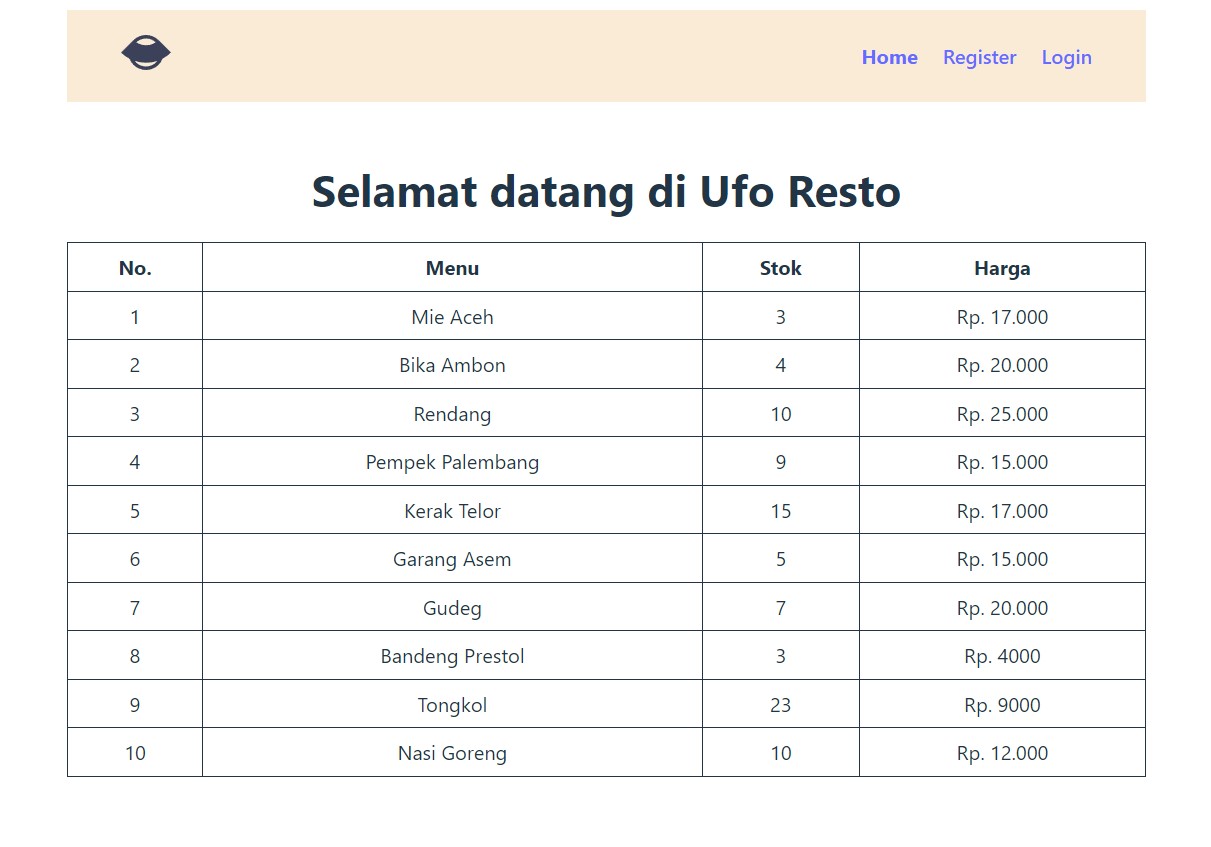 Home Register Login
Selamat datang di Ufo Resto
No. Menu Stok Harga
1 Mie Aceh 3 Rp. 17.000
2 Bika Ambon 4 Rp. 20.000
3 Rendang 10 Rp. 25.000
4 Pempek Palembang 9 Rp. 15.000
5 Kerak Telor 15 Rp. 17.000
6 Garang Asem 5 Rp. 15.000
7 Gudeg 7 Rp. 20.000
8 Bandeng Prestol 3 Rp. 4000
9 Tongkol 23 Rp. 9000
10 Nasi Goreng 10 Rp. 12.000